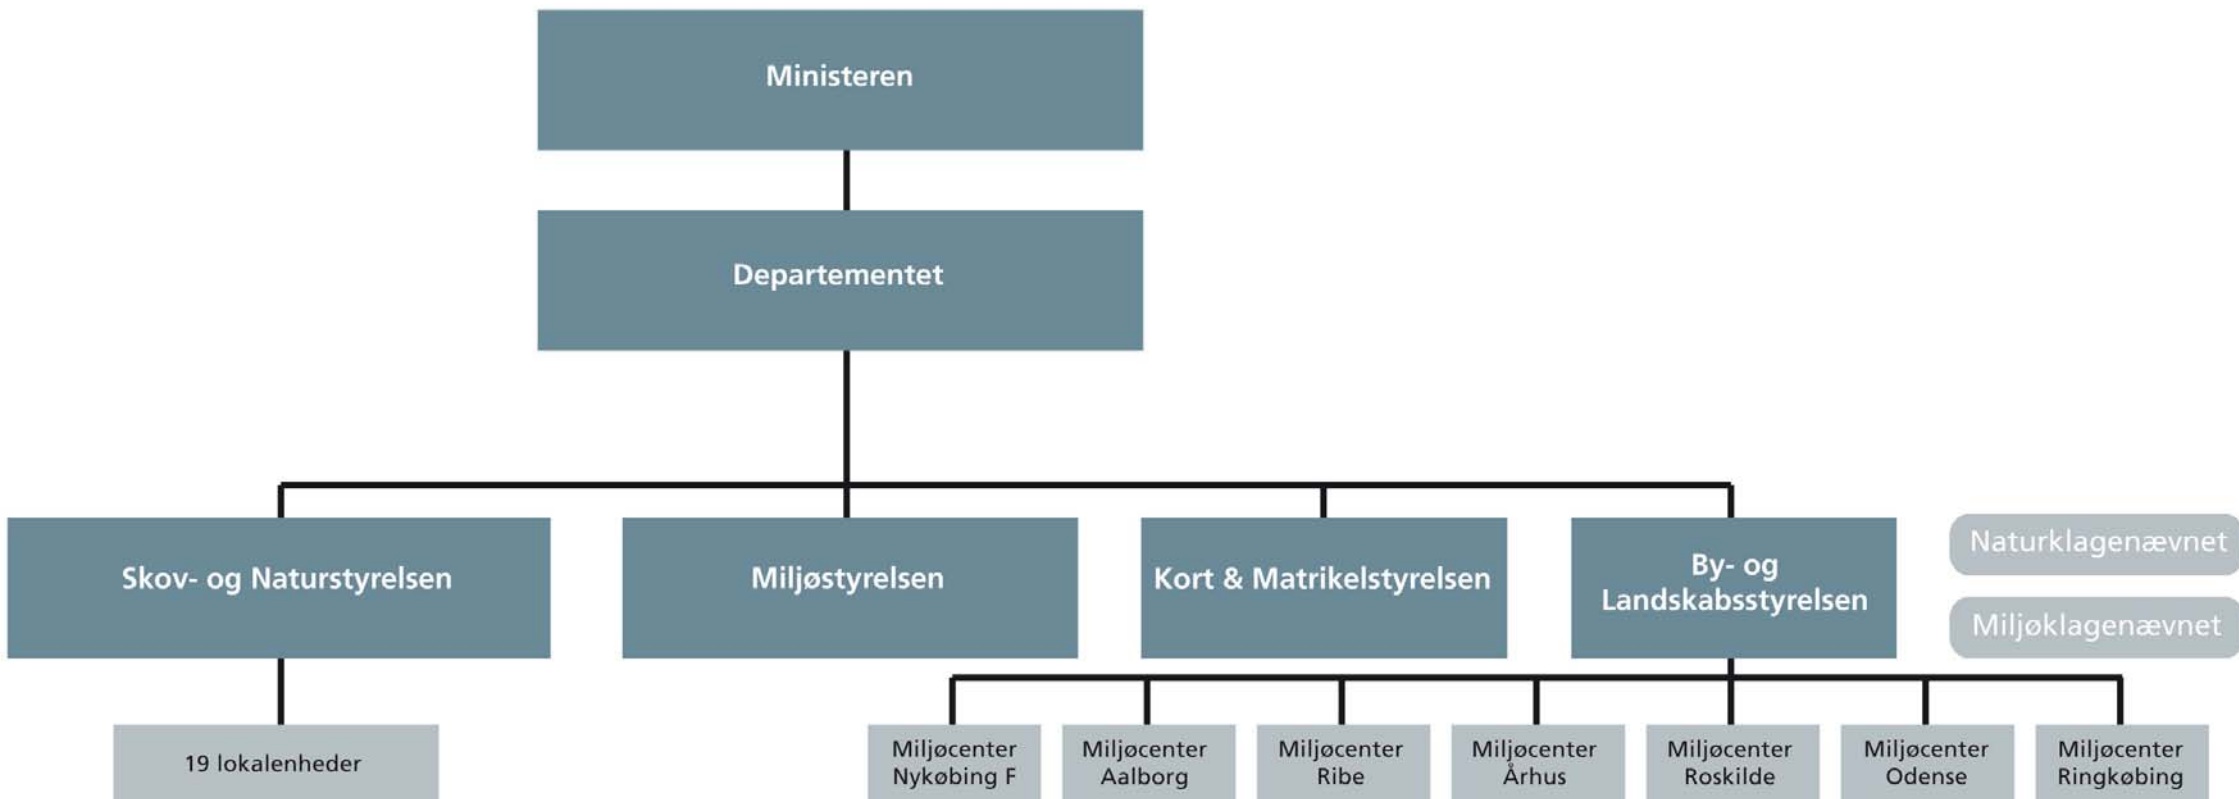 Ministeren
Departementet
Skov- og Naturstyrelsen
Miljøstyrelsen
Kort & Matrikelstyrelsen
By- og
Landskabsstyrelsen
Naturklagenævnet
Miljøklagenævnet
19 lokalenheder
Miljøcenter
Nykøbing F
Miljøcenter
Aalborg
Miljøcenter
Ribe
Miljøcenter
Århus
Miljøcenter
Roskilde
Miljøcenter
Odense
Miljøcenter
Ringkøbing